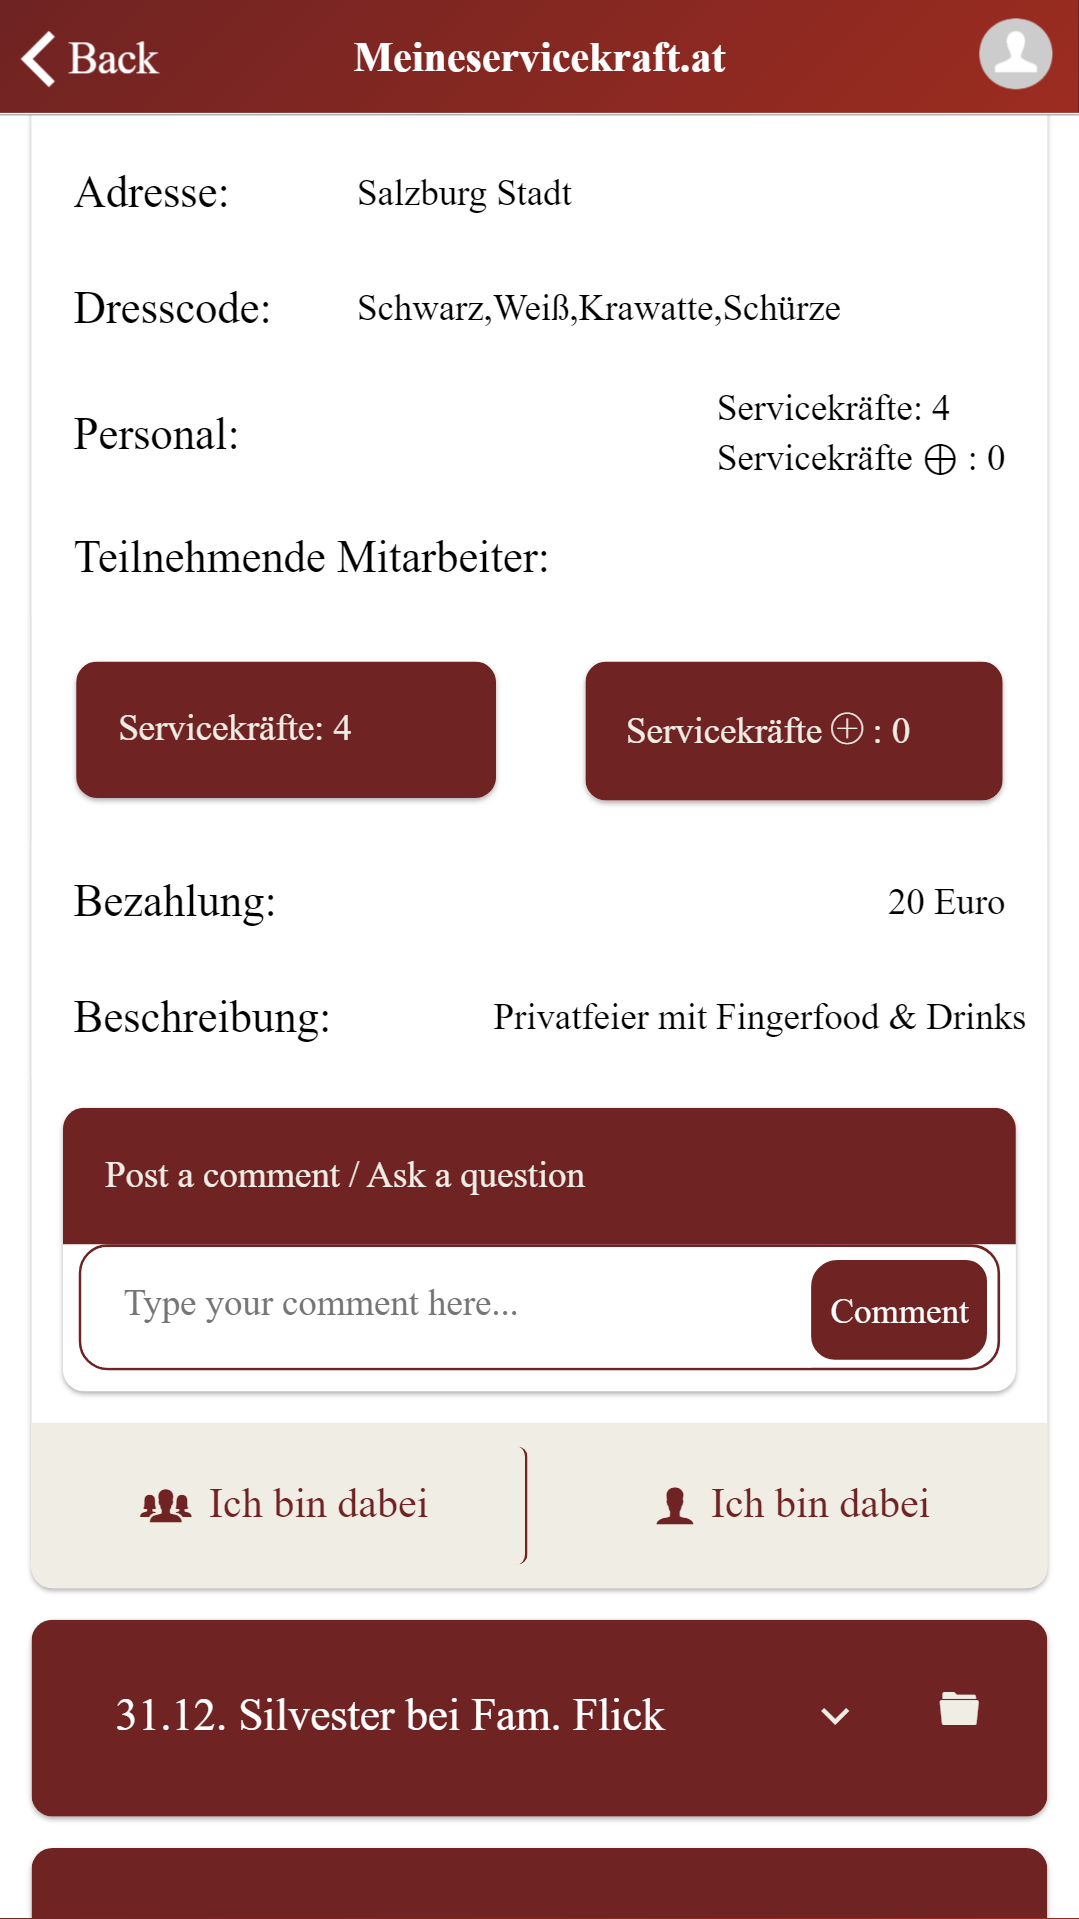 Back
Meineservicekraft.at
Adresse: Salzburg Stadt
Dresscode: Schwarz,Weiß,Krawatte,Schürze
Personal:
Servicekräfte: 4
Servicekräfte ⨁ : 0
Teilnehmende Mitarbeiter:
Servicekräfte: 4
Servicekräfte ⨁ : 0
Bezahlung: 20 Euro
Beschreibung: Privatfeier mit Fingerfood & Drinks
Post a comment / Ask a question
Type your comment here...
Comment
Ich bin dabei
Ich bin dabei
31.12. Silvester bei Fam. Flick